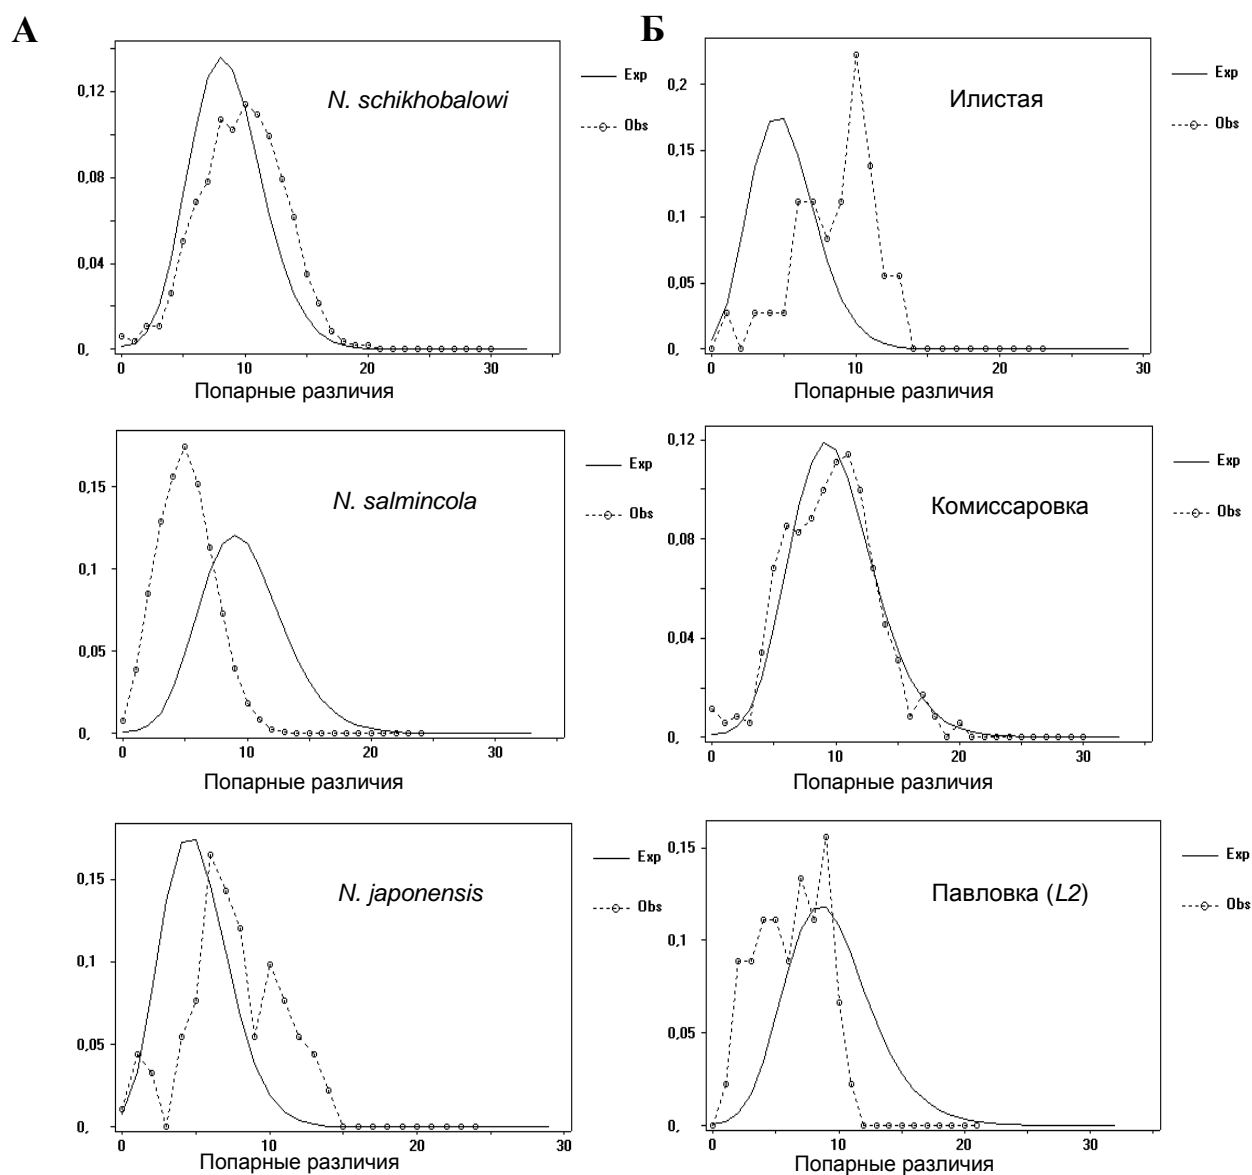 А
0,12
0,08
0,04
0,
0
10
20
30
N. schikhobalowi
Exp
Obs
Попарные различия
0,15
0,1
0,05
0,
0
10
20
30
N. salmincola
Exp
Obs
Попарные различия
0,15
0,1
0,05
0,
0
10
20
30
N. japonensis
Exp
Obs
Попарные различия
Б
0,2
0,15
0,1
0,05
0,
0
10
20
30
Илистая
Exp
Obs
Попарные различия
0,12
0,08
0,04
0,
0
10
20
30
Комиссаровка
Exp
Obs
Попарные различия
0,15
0,1
0,05
0,
0
10
20
30
Павловка (L2)
Exp
Obs
Попарные различия